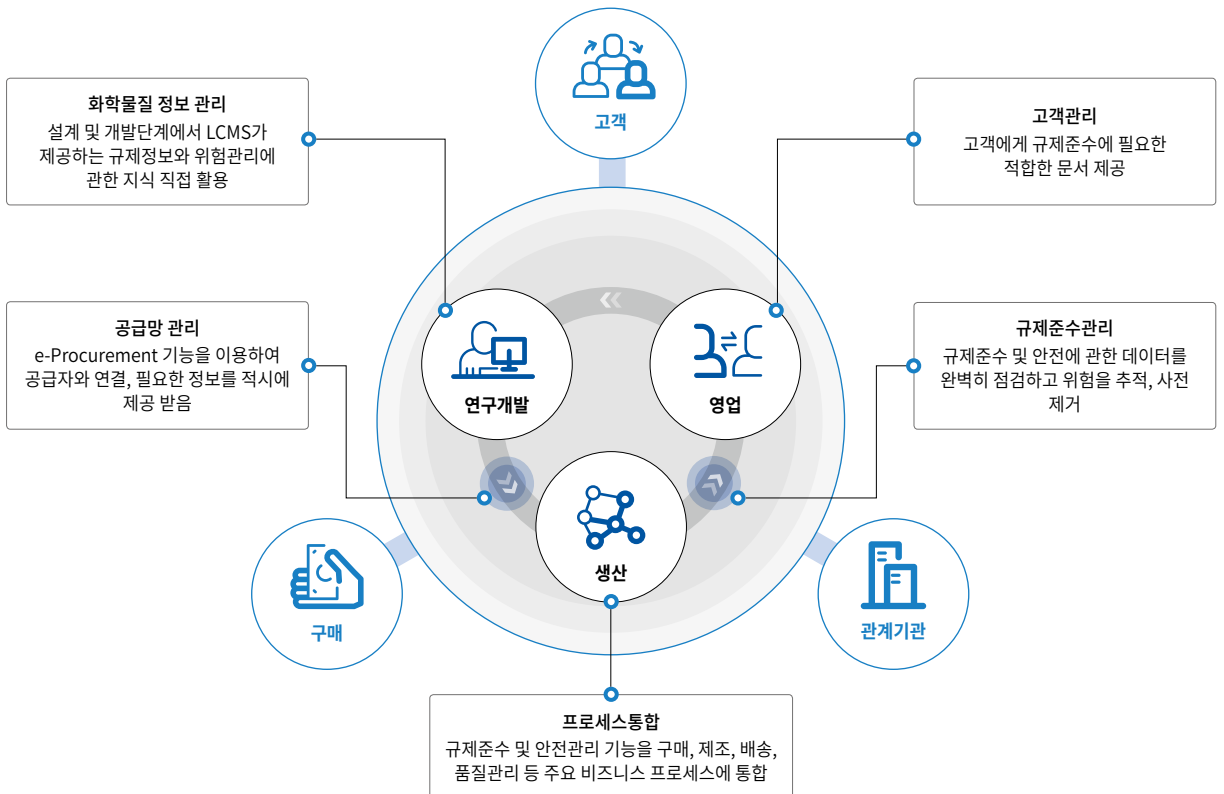 고객
화학물질 정보 관리
설계 및 개발단계에서 LCMS가
제공하는 규제정보와 위험관리에
관한 지식 직접 활용
고객관리
고객에게 규제준수에 필요한
적합한 문서 제공
공급망 관리
e-Procurement 기능을 이용하여
공급자와 연결, 필요한 정보를 적시에
제공 받음
연구개발
영업
규제준수관리
규제준수 및 안전에 관한 데이터를
완벽히 점검하고 위험을 추적, 사전
제거
생산
구매
관계기관
프로세스통합
규제준수 및 안전관리 기능을 구매, 제조, 배송,
품질관리 등 주요 비즈니스 프로세스에 통합